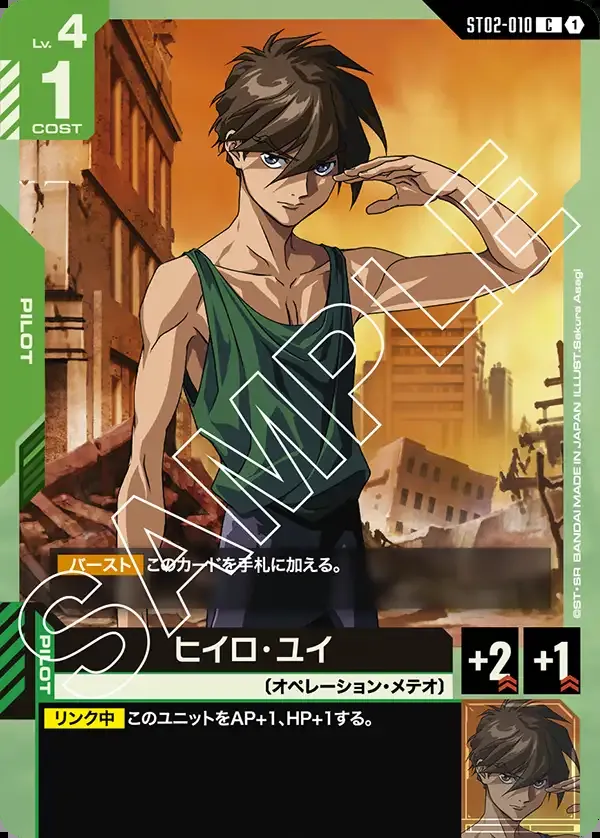 Lv. 4
1
COST
ST02-010 C 1
PILOT
SAMPLE
©ST・SR BANDAI MADE IN JAPAN ILLUST.Sakura Asagi
バースト このカードを手札に加える。
PILOT
ヒイロ・ユイ
+2 +1
〔オペレーション・メテオ〕
リンク中 このユニットをAP+1、HP+1する。